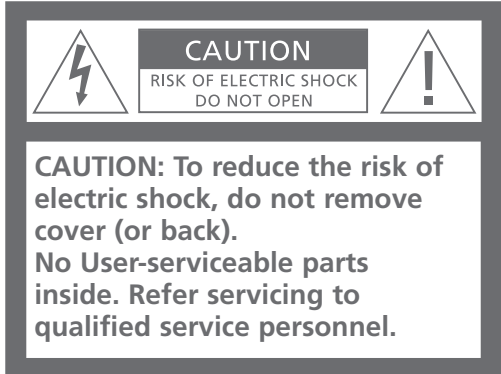 CAUTION
RISK OF ELECTRIC SHOCK
DO NOT OPEN
CAUTION: To reduce the risk of
electric shock, do not remove
cover (or back).
No User-serviceable parts
inside. Refer servicing to
qualified service personnel.